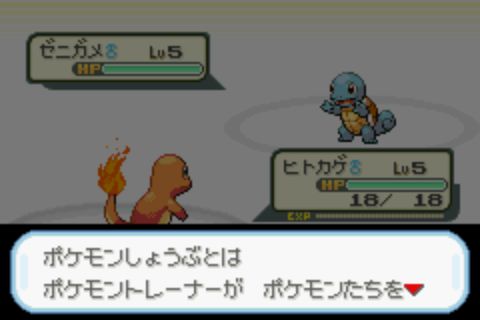 ゼニガメ♂ Lv5
HP
ヒトカゲ♂ Lv5
HP
18/ 18
EXP
ポケモンしょうぶとは
ポケモントレーナーが ポケモンたちを